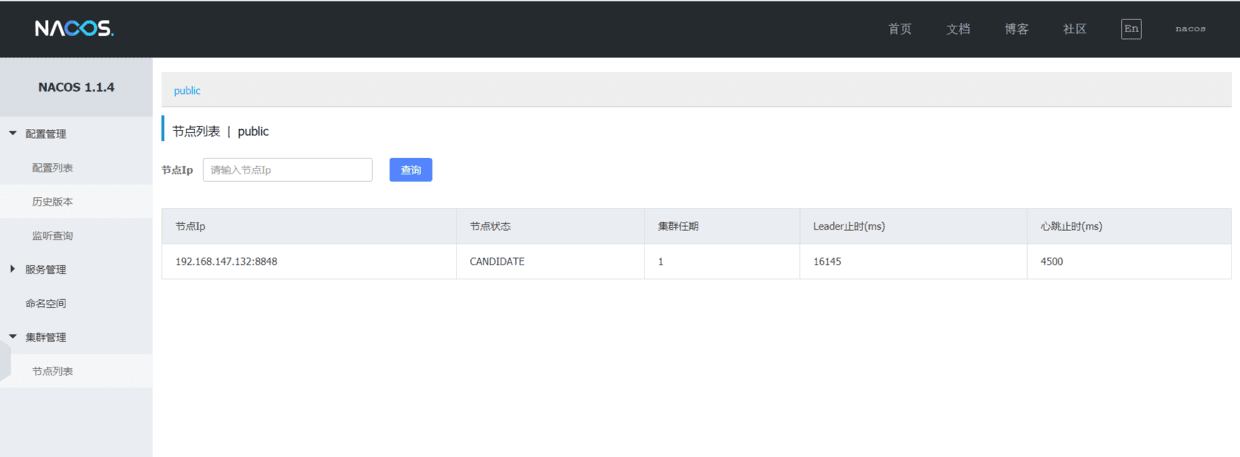 NACOS.
首页 文档 博客 社区 En nacos
NACOS 1.1.4
配置管理
配置列表
历史版本
监听查询
服务管理
命名空间
集群管理
节点列表
public
节点列表 | public
节点Ip 请输入节点Ip 查询
节点Ip 节点状态 集群任期 Leader止时(ms) 心跳止时(ms)
192.168.147.132:8848 CANDIDATE 1 16145 4500